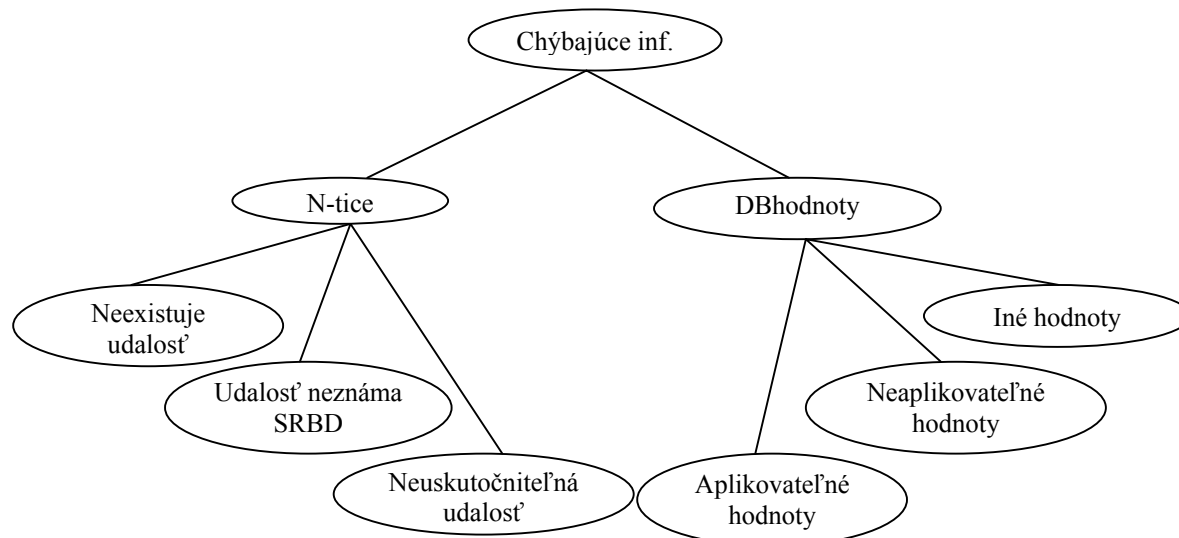 Chýbajúce inf.
N-tice
DBhodnoty
Neexistuje
udalosť
Udalosť neznáma
SRBD
Neuskutočniteľná
udalosť
Aplikovateľné
hodnoty
Neaplikovateľné
hodnoty
Iné hodnoty